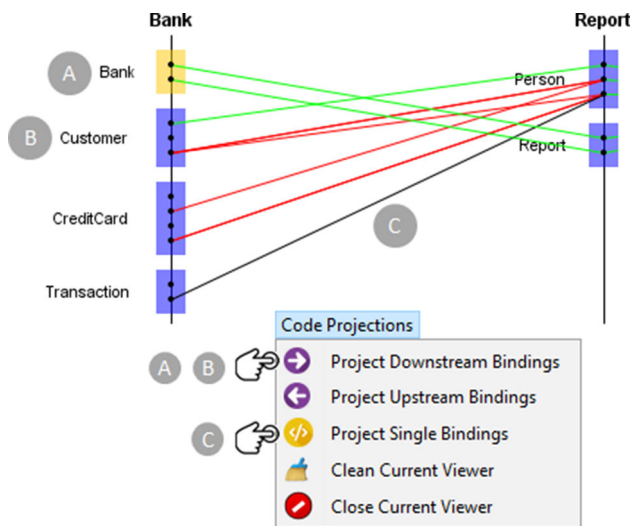 Bank Report
A Bank Person
B Customer Report
CreditCard C
Transaction
Code Projections
A B Project Downstream Bindings
Project Upstream Bindings
C </> Project Single Bindings
Clean Current Viewer
Close Current Viewer